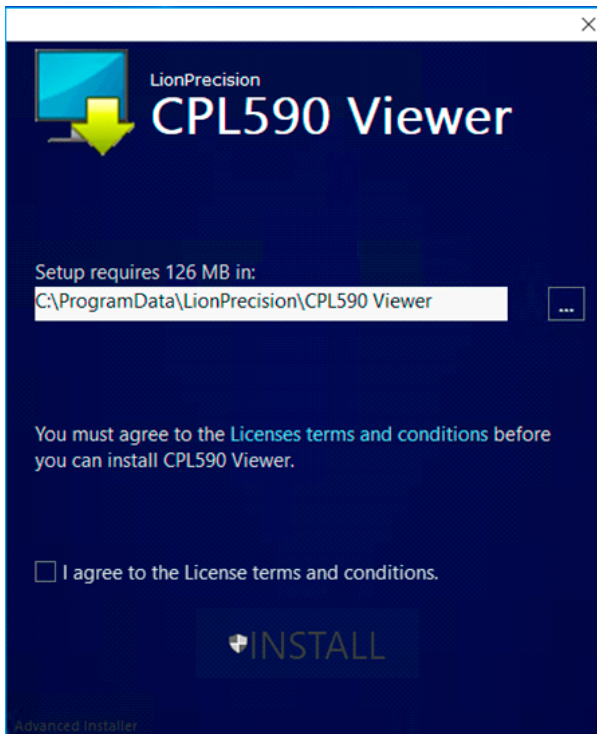 LionPrecision
CPL590 Viewer
Setup requires 126 MB in:
C:\ProgramData\LionPrecision\CPL590 Viewer
...
You must agree to the Licenses terms and conditions before
you can install CPL590 Viewer.
I agree to the License terms and conditions.
INSTALL
Advanced Installer